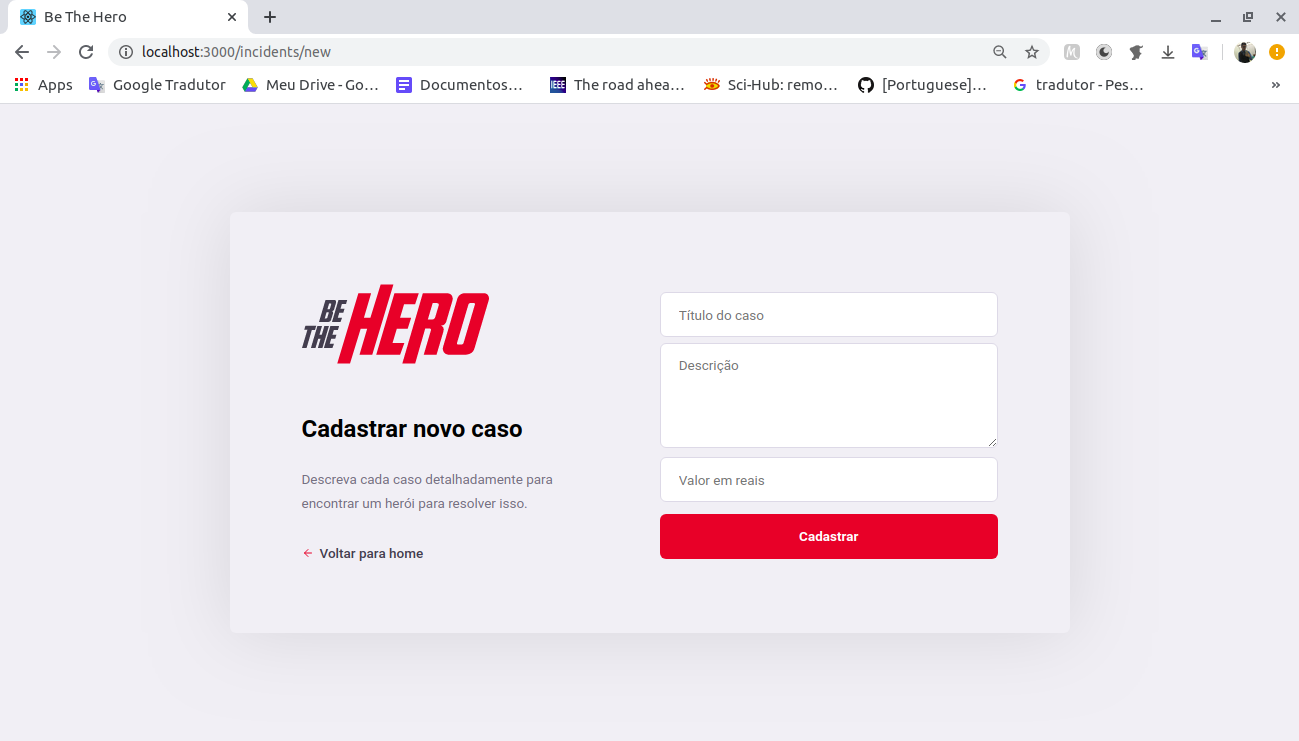 Be The Hero
localhost:3000/incidents/new
Apps
Google Tradutor
Meu Drive - Go...
Documentos...
IEEE
The road ahea...
Sci-Hub: remo...
[Portuguese]...
tradutor - Pes...
»
BE
THE
HERO
Cadastrar novo caso
Descreva cada caso detalhadamente para
encontrar um herói para resolver isso.
Voltar para home
Título do caso
Descrição
Valor em reais
Cadastrar